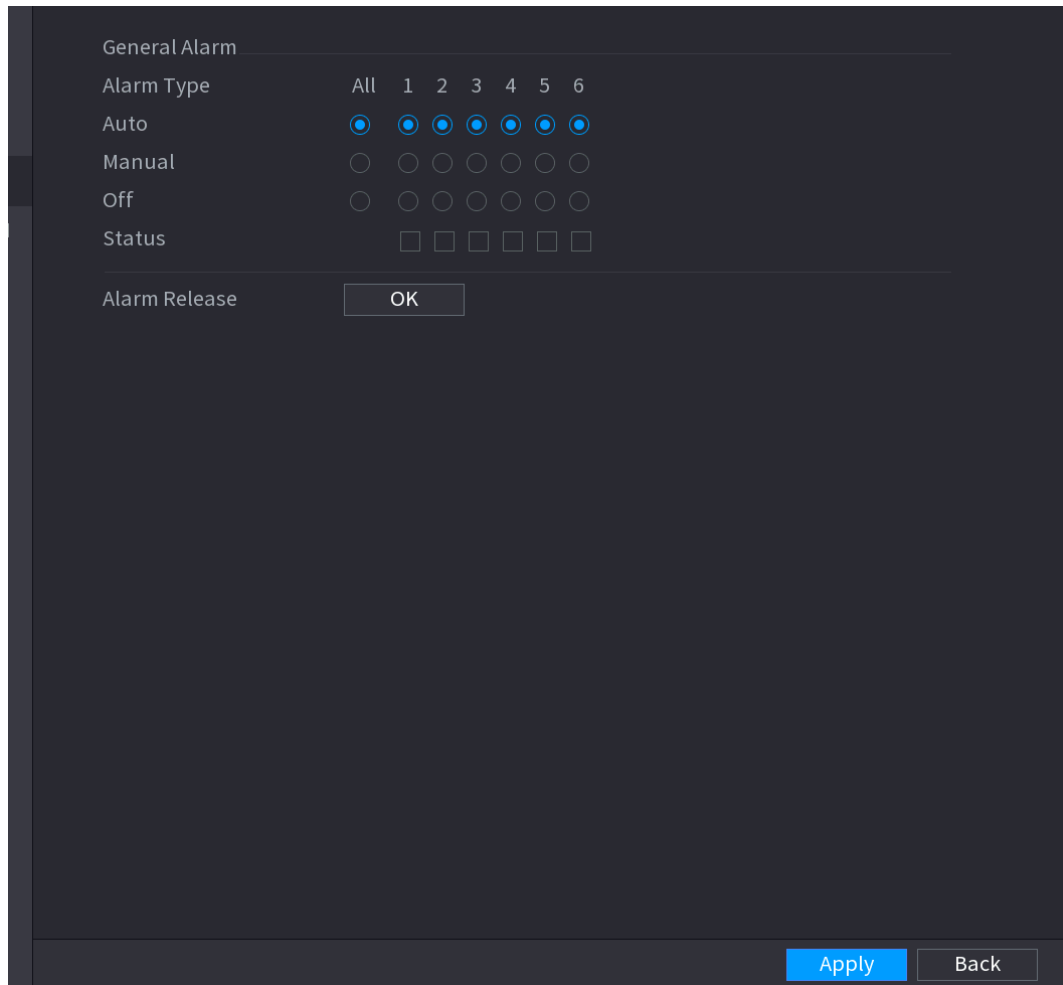 General Alarm
Alarm Type All 1 2 3 4 5 6
Auto
Manual
Off
Status
Alarm Release OK
Apply Back